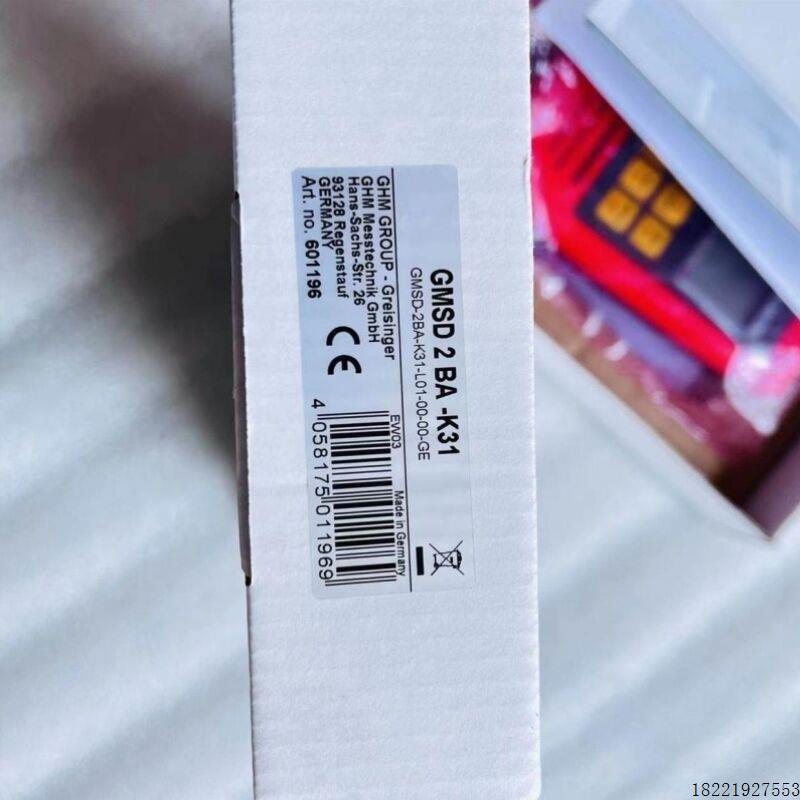 GMSD 2 BA -K31
GMSD-2BA-K31-L01-00-00-GE
GHM GROUP - Greisinger
GHM Messtechnik GmbH
Hans-Sachs-Str. 26
93128 Regenstauf
GERMANY
Art. no. 601196
CE
EW03
Made in Germany
4 058175 011969
18221927553